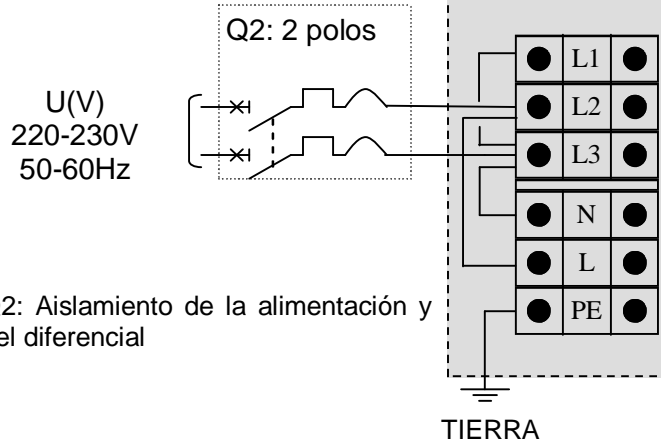 Q2: 2 polos
U(V)
220-230V
50-60Hz
L1
L2
L3
N
L
PE
2: Aislamiento de la alimentación y
el diferencial
TIERRA